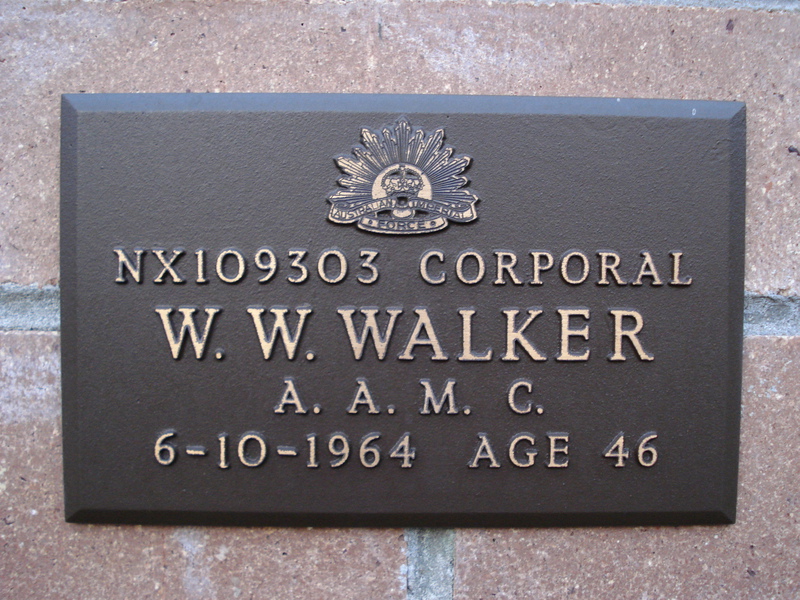 AUSTRALIAN IMPERIAL
FORCE
NX109303 CORPORAL
W. W. WALKER
A. A. M. C.
6-10-1964 AGE 46